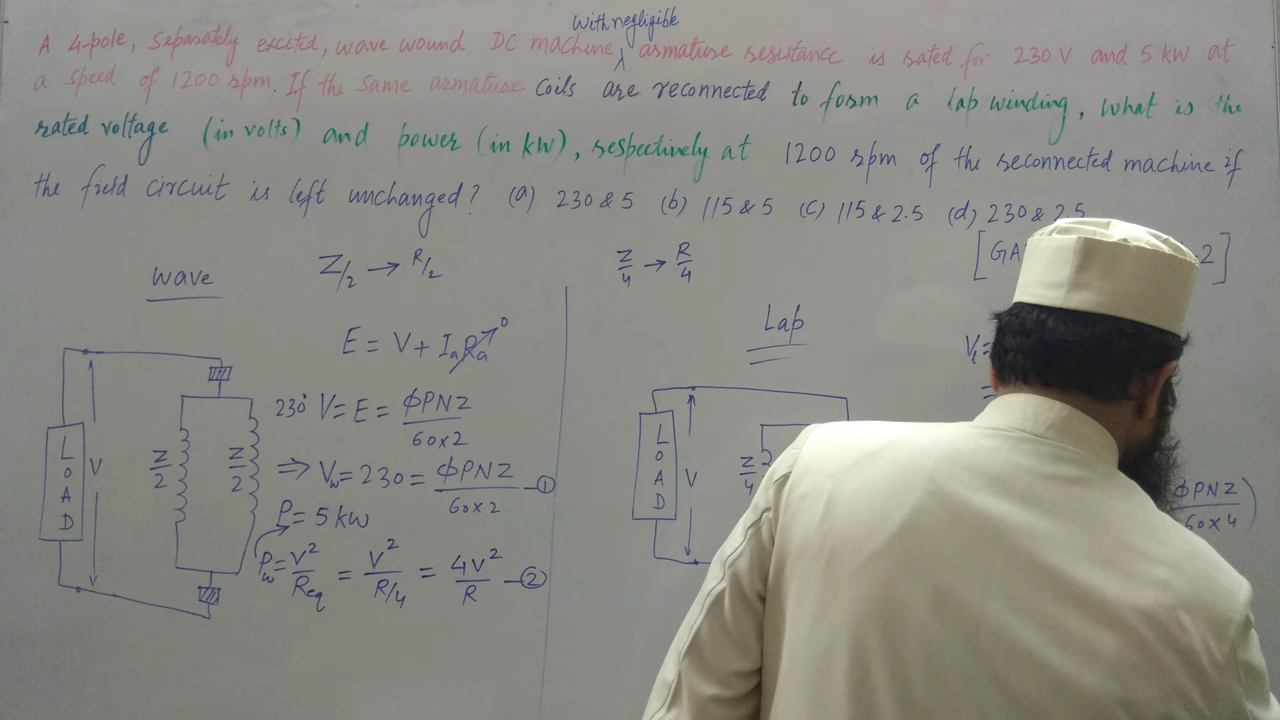 With negligible
A 4-pole, Separately excited, wave wound DC machine, armature resistance is rated for 230 V and 5 kW at
a speed of 1200 rpm. If the same armature coils are reconnected to form a lap winding, what is the
rated voltage (in volts) and power (in kW), respectively at 1200 rpm of the reconnected machine if
the field circuit is left unchanged? (a) 230 & 5 (b) 115 & 5 (c) 115 & 2.5 (d) 230 & 2.5
[GA 2]
wave Z/2 → R/2
Z/4 → R/4
E = V + IaRa→0
Lap
230 V = E = ϕPNZ/60×2
⇒ Vw = 230 = ϕPNZ/60×2 —①
P = 5 kW
Pw = V²/Req = V²/R/4 = 4V²/R —②
LOAD
V
Z/2
Z/2
LOAD
V
Z/4
ϕPNZ/60×4)